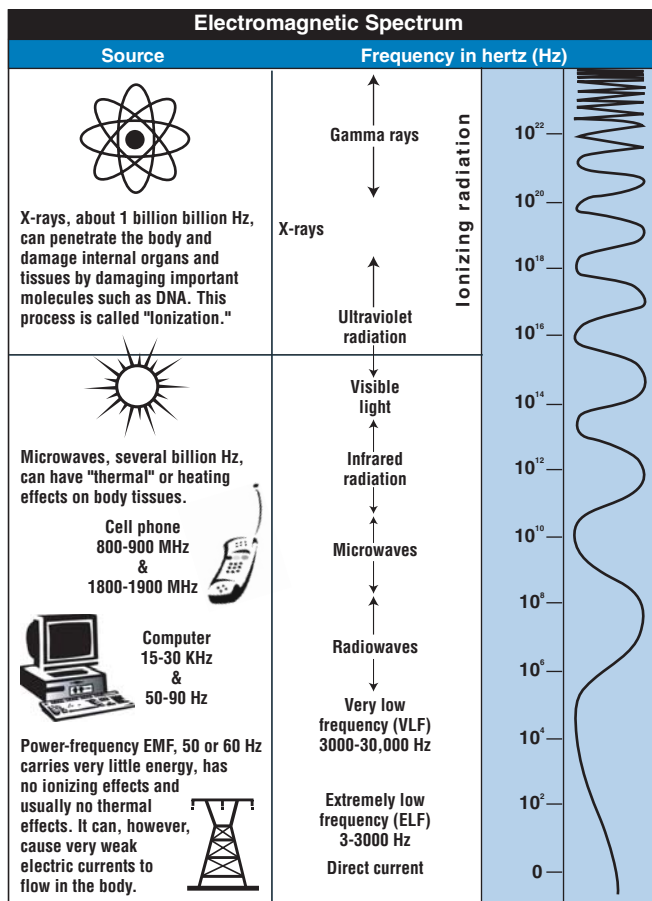 Electromagnetic Spectrum
Source
Frequency in hertz (Hz)
X-rays, about 1 billion billion Hz,
can penetrate the body and
damage internal organs and
tissues by damaging important
molecules such as DNA. This
process is called "Ionization."
Microwaves, several billion Hz,
can have "thermal" or heating
effects on body tissues.
Cell phone
800-900 MHz
&
1800-1900 MHz
Computer
15-30 KHz
&
50-90 Hz
Power-frequency EMF, 50 or 60 Hz
carries very little energy, has
no ionizing effects and
usually no thermal
effects. It can, however,
cause very weak
electric currents to
flow in the body.
Gamma rays
X-rays
Ultraviolet
radiation
Visible
light
Infrared
radiation
Microwaves
Radiowaves
Very low
frequency (VLF)
3000-30,000 Hz
Extremely low
frequency (ELF)
3-3000 Hz
Direct current
Ionizing radiation
10²²
10²⁰
10¹⁸
10¹⁶
10¹⁴
10¹²
10¹⁰
10⁸
10⁶
10⁴
10²
0